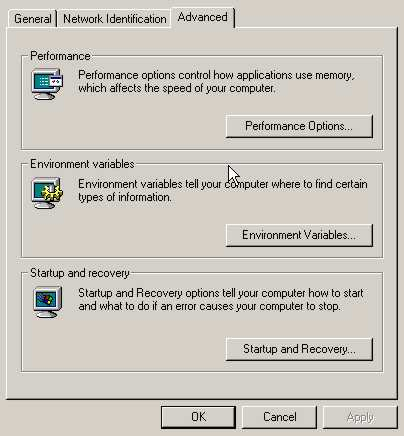 General
Network Identification
Advanced
Performance
Performance options control how applications use memory,
which affects the speed of your computer.
Performance Options...
Environment variables
Environment variables tell your computer where to find certain
types of information.
Environment Variables...
Startup and recovery
Startup and Recovery options tell your computer how to start
and what to do if an error causes your computer to stop.
Startup and Recovery...
OK
Cancel
Apply